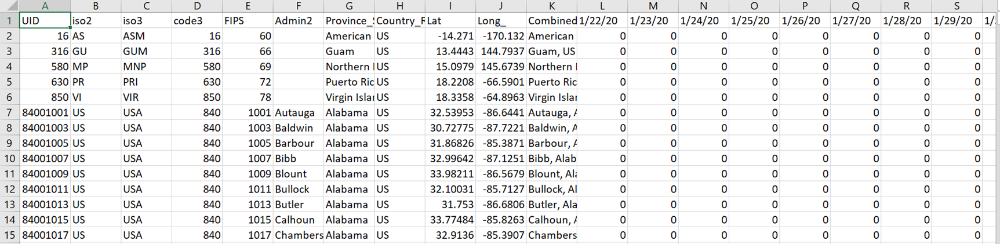 A B C D E F G H I J K L M N O P Q R S
1 UID iso2 iso3 code3 FIPS Admin2 Province_S Country_R Lat Long_ Combined 1/22/20 1/23/20 1/24/20 1/25/20 1/26/20 1/27/20 1/28/20 1/29/20 1/
2 16 AS ASM 16 60 American US -14.271 -170.132 American 0 0 0 0 0 0 0 0
3 316 GU GUM 316 66 Guam US 13.4443 144.7937 Guam, US 0 0 0 0 0 0 0 0
4 580 MP MNP 580 69 Northern US 15.0979 145.6739 Northern 0 0 0 0 0 0 0 0
5 630 PR PRI 630 72 Puerto Ric US 18.2208 -66.5901 Puerto Ric 0 0 0 0 0 0 0 0
6 850 VI VIR 850 78 Virgin Isla US 18.3358 -64.8963 Virgin Isla 0 0 0 0 0 0 0 0
7 84001001 US USA 840 1001 Autauga Alabama US 32.53953 -86.6441 Autauga, A 0 0 0 0 0 0 0 0
8 84001003 US USA 840 1003 Baldwin Alabama US 30.72775 -87.7221 Baldwin, A 0 0 0 0 0 0 0 0
9 84001005 US USA 840 1005 Barbour Alabama US 31.86826 -85.3871 Barbour, A 0 0 0 0 0 0 0 0
10 84001007 US USA 840 1007 Bibb Alabama US 32.99642 -87.1251 Bibb, Alab 0 0 0 0 0 0 0 0
11 84001009 US USA 840 1009 Blount Alabama US 33.98211 -86.5679 Blount, Ala 0 0 0 0 0 0 0 0
12 84001011 US USA 840 1011 Bullock Alabama US 32.10031 -85.7127 Bullock, Al 0 0 0 0 0 0 0 0
13 84001013 US USA 840 1013 Butler Alabama US 31.753 -86.6806 Butler, Ala 0 0 0 0 0 0 0 0
14 84001015 US USA 840 1015 Calhoun Alabama US 33.77484 -85.8263 Calhoun, A 0 0 0 0 0 0 0 0
15 84001017 US USA 840 1017 Chambers Alabama US 32.9136 -85.3907 Chambers 0 0 0 0 0 0 0 0